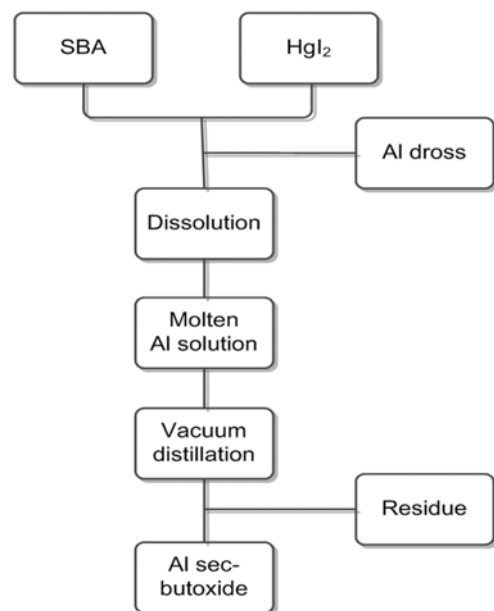 SBA
HgI₂
Al dross
Dissolution
Molten
Al solution
Vacuum
distillation
Residue
Al sec-
butoxide